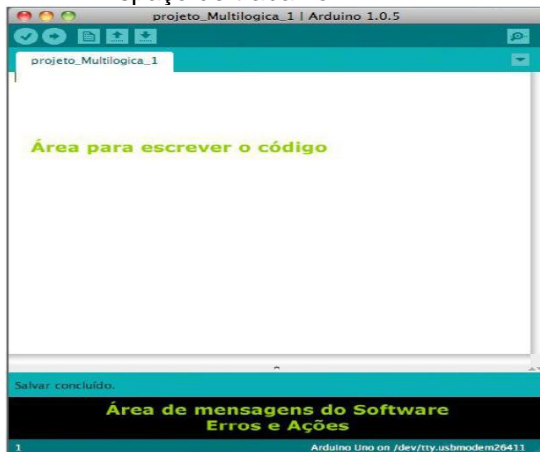 projeto_Multilogica_1 | Arduino 1.0.5
projeto_Multilogica_1
Área para escrever o código
Salvar concluído.
Área de mensagens do Software
Erros e Ações
1
Arduino Uno on /dev/tty.usbmodem26411